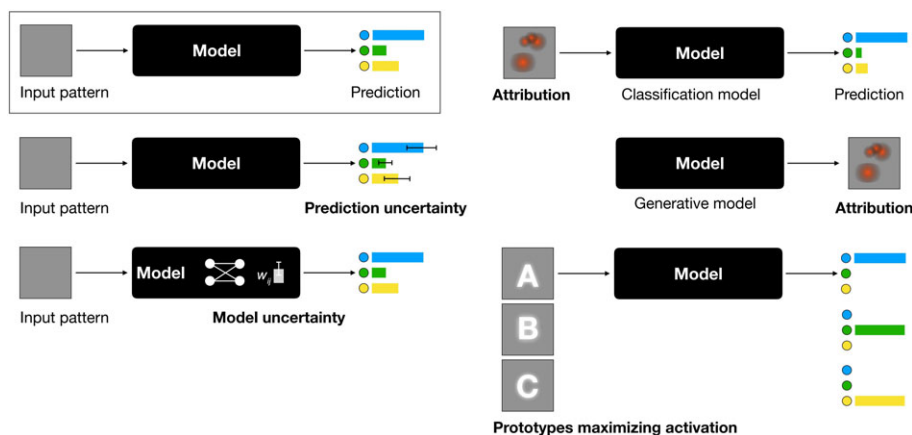 Model
Input pattern
Prediction
Model
Input pattern
Prediction uncertainty
Model
w ij
Input pattern
Model uncertainty
Model
Attribution
Classification model
Prediction
Model
Generative model
Attribution
A
Model
B
C
Prototypes maximizing activation